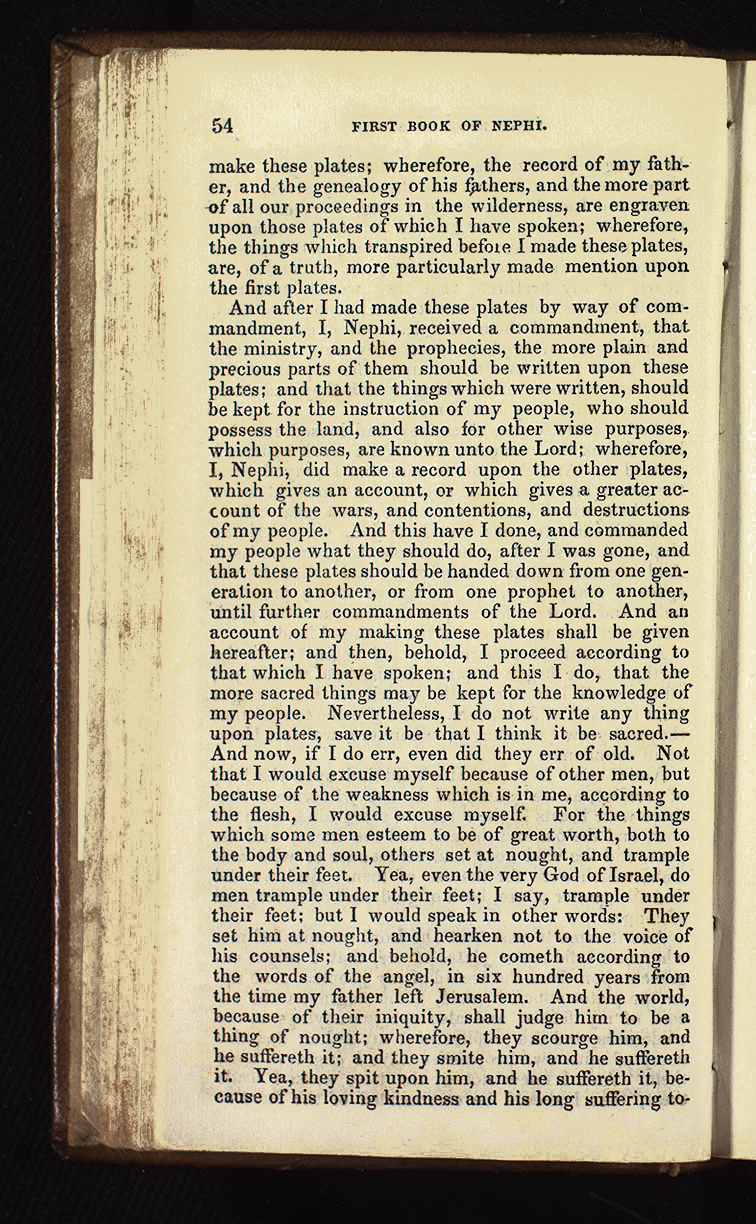 54 FIRST BOOK OF NEPHI.
make these plates; wherefore, the record of my fath-
er, and the genealogy of his fathers, and the more part
of all our proceedings in the wilderness, are engraven
upon those plates of which I have spoken; wherefore,
the things which transpired before I made these plates,
are, of a truth, more particularly made mention upon
the first plates.
And after I had made these plates by way of com-
mandment, I, Nephi, received a commandment, that
the ministry, and the prophecies, the more plain and
precious parts of them should be written upon these
plates; and that the things which were written, should
be kept for the instruction of my people, who should
possess the land, and also for other wise purposes,
which purposes, are known unto the Lord; wherefore,
I, Nephi, did make a record upon the other plates,
which gives an account, or which gives a greater ac-
count of the wars, and contentions, and destructions
of my people. And this have I done, and commanded
my people what they should do, after I was gone, and
that these plates should be handed down from one gen-
eration to another, or from one prophet to another,
until further commandments of the Lord. And an
account of my making these plates shall be given
hereafter; and then, behold, I proceed according to
that which I have spoken; and this I do, that the
more sacred things may be kept for the knowledge of
my people. Nevertheless, I do not write any thing
upon plates, save it be that I think it be sacred.—
And now, if I do err, even did they err of old. Not
that I would excuse myself because of other men, but
because of the weakness which is in me, according to
the flesh, I would excuse myself. For the things
which some men esteem to be of great worth, both to
the body and soul, others set at nought, and trample
under their feet. Yea, even the very God of Israel, do
men trample under their feet; I say, trample under
their feet; but I would speak in other words: They
set him at nought, and hearken not to the voice of
his counsels; and behold, he cometh according to
the words of the angel, in six hundred years from
the time my father left Jerusalem. And the world,
because of their iniquity, shall judge him to be a
thing of nought; wherefore, they scourge him, and
he suffereth it; and they smite him, and he suffereth
it. Yea, they spit upon him, and he suffereth it, be-
cause of his loving kindness and his long suffering to-